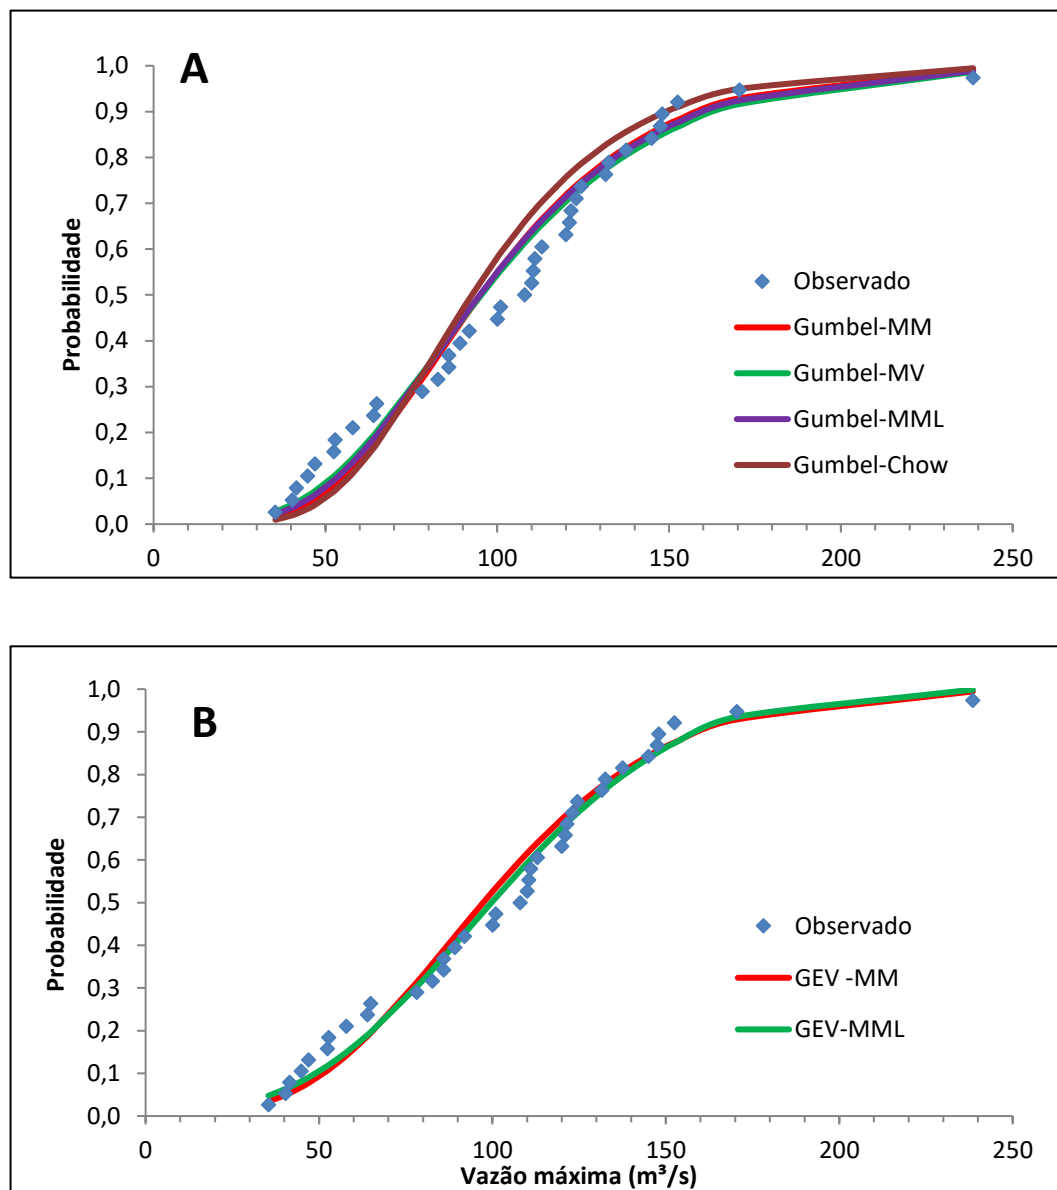 A
Probabilidade
1,0
0,9
0,8
0,7
0,6
0,5
0,4
0,3
0,2
0,1
0,0
0 50 100 150 200 250
Observado
Gumbel-MM
Gumbel-MV
Gumbel-MML
Gumbel-Chow
B
Probabilidade
1,0
0,9
0,8
0,7
0,6
0,5
0,4
0,3
0,2
0,1
0,0
0 50 100 150 200 250
Vazão máxima (m³/s)
Observado
GEV -MM
GEV-MML